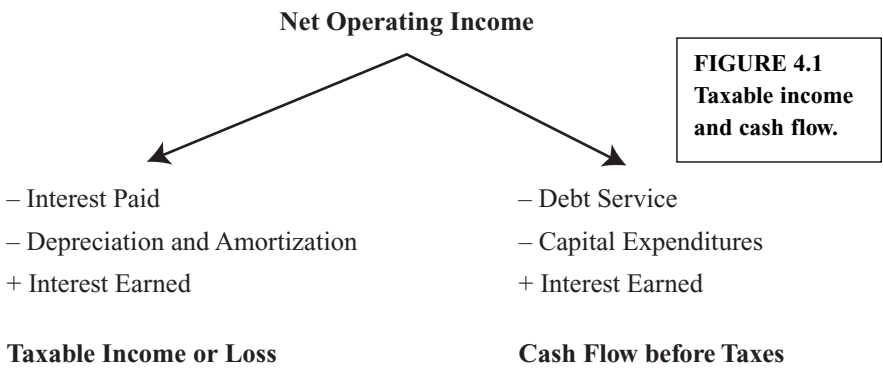 Net Operating Income
FIGURE 4.1
Taxable income
and cash flow.
– Interest Paid
– Depreciation and Amortization
+ Interest Earned
Taxable Income or Loss
– Debt Service
– Capital Expenditures
+ Interest Earned
Cash Flow before Taxes